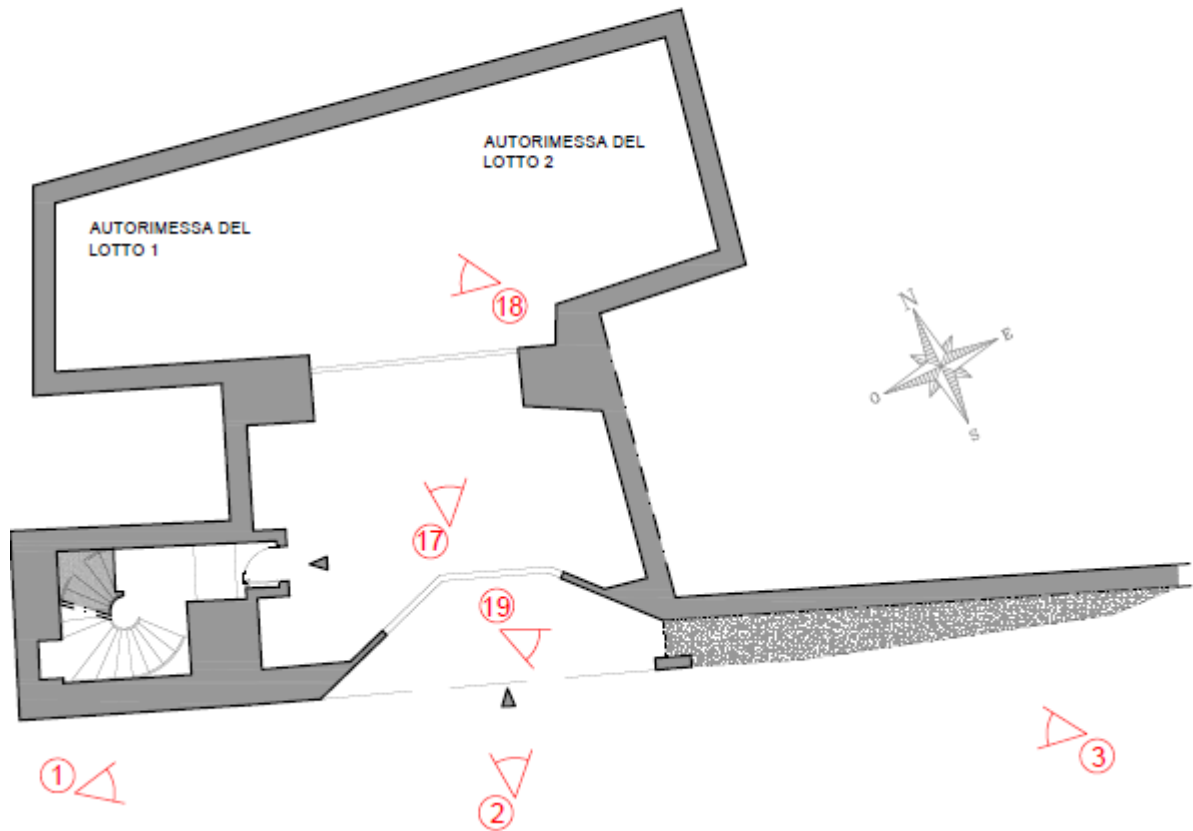 AUTORIMESSA DEL
LOTTO 2
AUTORIMESSA DEL
LOTTO 1
18
N
E
O
S
17
19
1
2
3